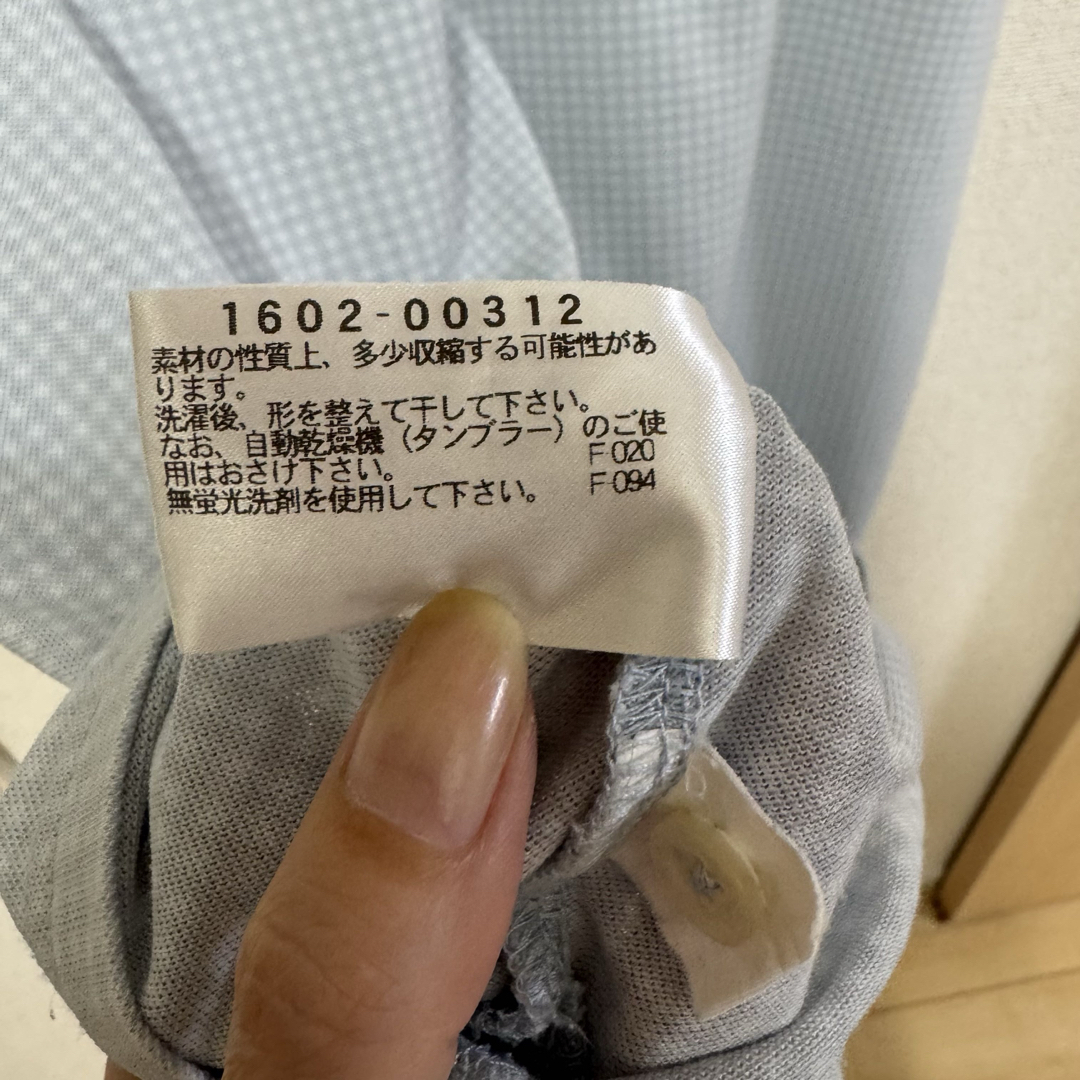 1602-00312
素材の性質上、多少収縮する可能性があ
ります。
洗濯後、形を整えて干して下さい。
なお、自動乾燥機（タンブラー）のご使
用はおさけ下さい。 F020
無蛍光洗剤を使用して下さい。 F094